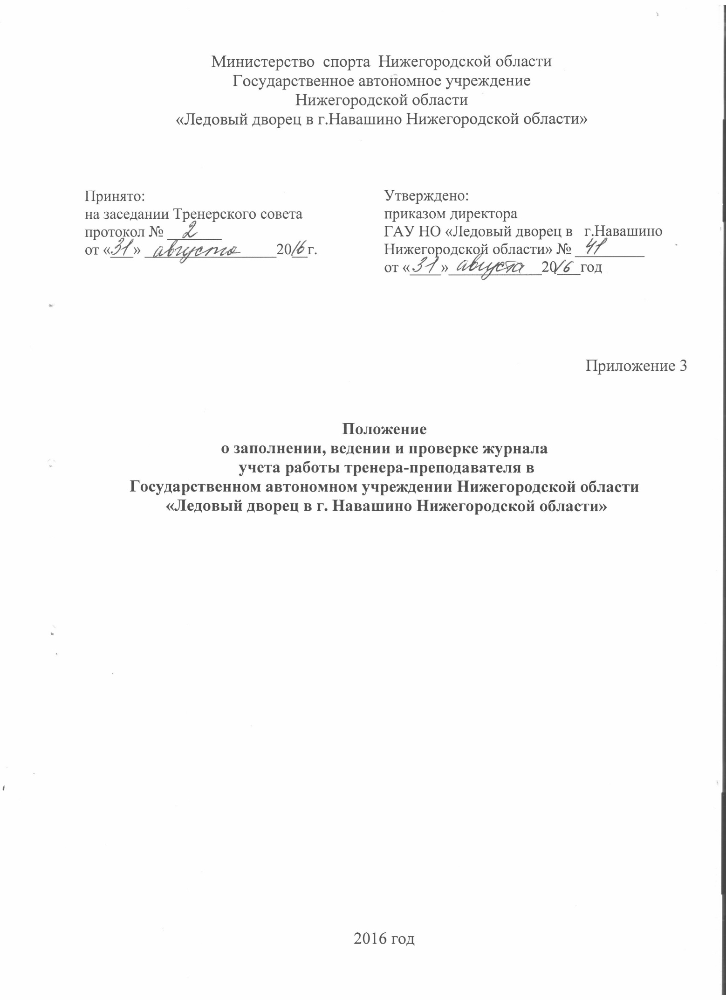 Министерство спорта Нижегородской области
Государственное автономное учреждение
Нижегородской области
«Ледовый дворец в г.Навашино Нижегородской области»
Принято:
на заседании Тренерского совета
протокол № 2
от «31» августа 2016г.
Утверждено:
приказом директора
ГАУ НО «Ледовый дворец в г.Навашино
Нижегородской области» № 41
от «31» августа 2016 год
Приложение 3
Положение
о заполнении, ведении и проверке журнала
учета работы тренера-преподавателя в
Государственном автономном учреждении Нижегородской области
«Ледовый дворец в г. Навашино Нижегородской области»
2016 год